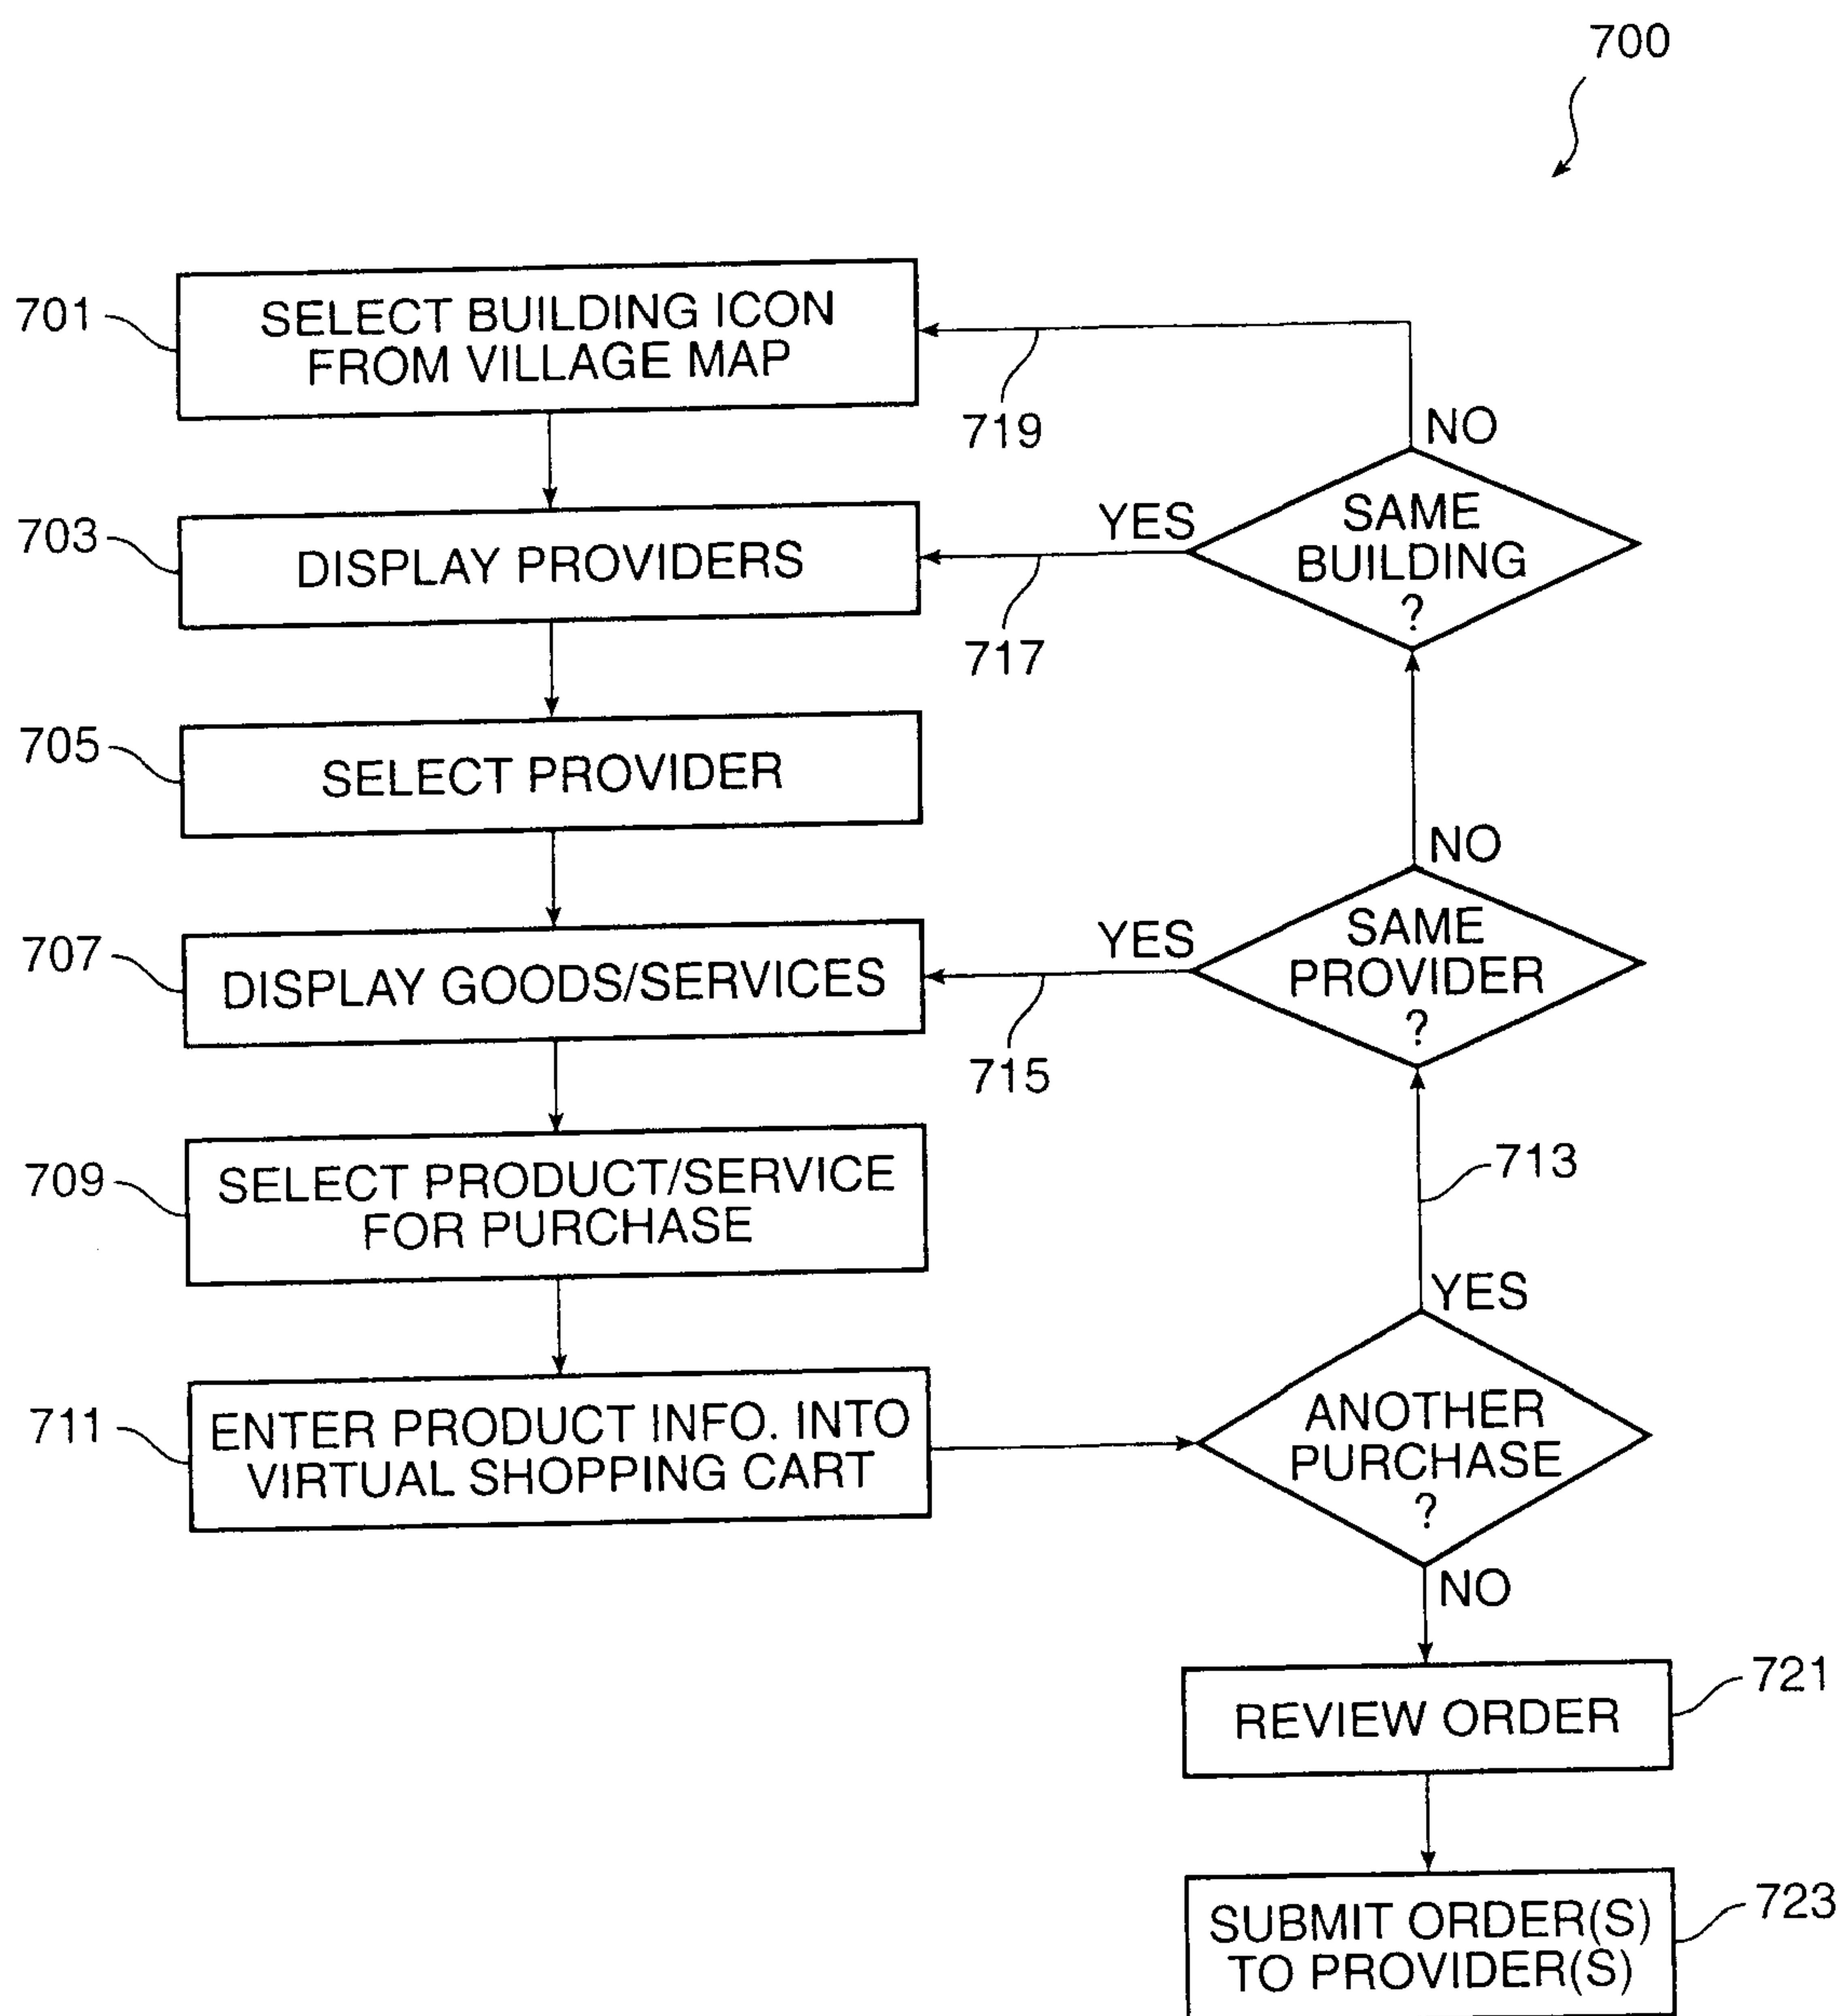 700
701
SELECT BUILDING ICON
FROM VILLAGE MAP
719
NO
703
DISPLAY PROVIDERS
YES
717
SAME
BUILDING
?
705
SELECT PROVIDER
NO
707
DISPLAY GOODS/SERVICES
YES
715
SAME
PROVIDER
?
709
SELECT PRODUCT/SERVICE
FOR PURCHASE
713
YES
711
ENTER PRODUCT INFO. INTO
VIRTUAL SHOPPING CART
ANOTHER
PURCHASE
?
NO
REVIEW ORDER
721
SUBMIT ORDER(S)
TO PROVIDER(S)
723